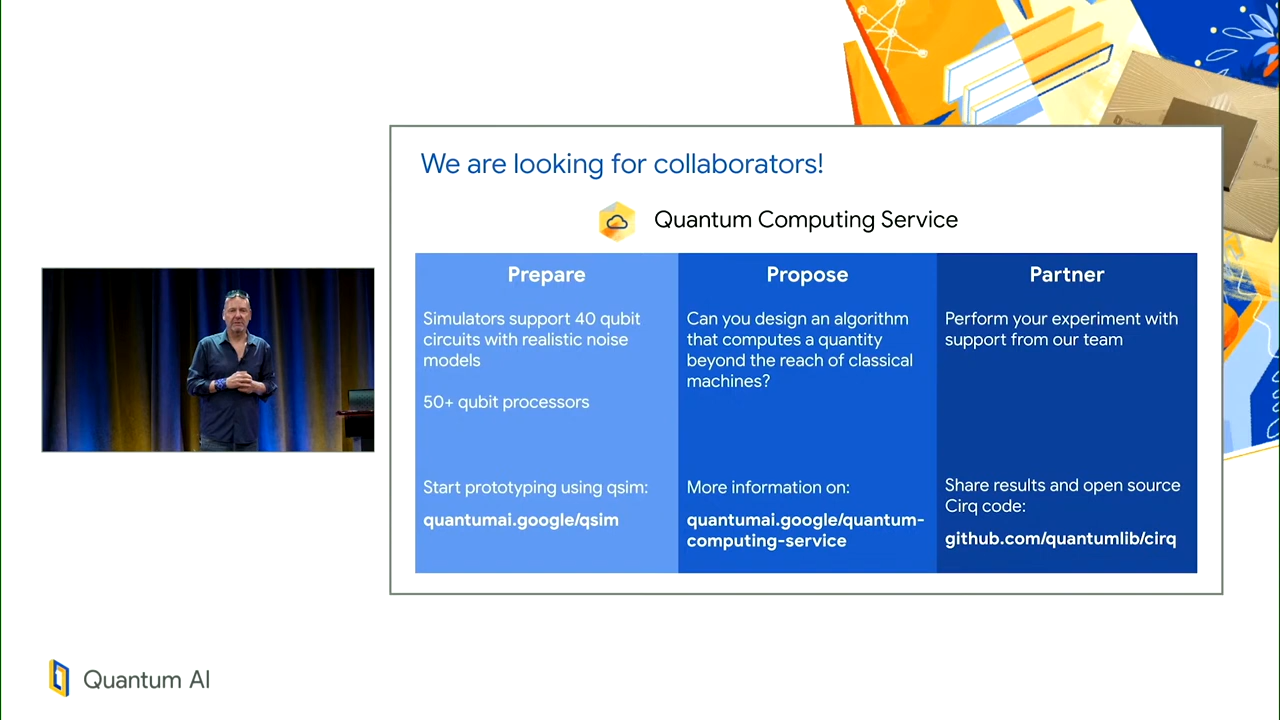 We are looking for collaborators!
Quantum Computing Service
Prepare
Simulators support 40 qubit
circuits with realistic noise
models
50+ qubit processors
Start prototyping using qsim:
quantumai.google/qsim
Propose
Can you design an algorithm
that computes a quantity
beyond the reach of classical
machines?
More information on:
quantumai.google/quantum-
computing-service
Partner
Perform your experiment with
support from our team
Share results and open source
Cirq code:
github.com/quantumlib/cirq
Quantum AI